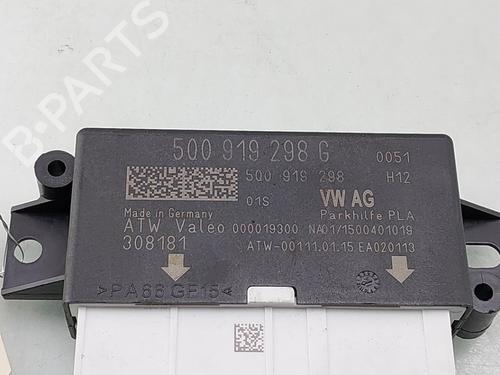 B-PARTS
5Q0 919 298 G 0051
5Q0 919 298 H12
01S VW AG
Made in Germany Parkhilfe PLA
ATW Valeo 000019300 NA01/1500401019
308181 ATW-00111.01.15 EA020113
>PA66 GF15<